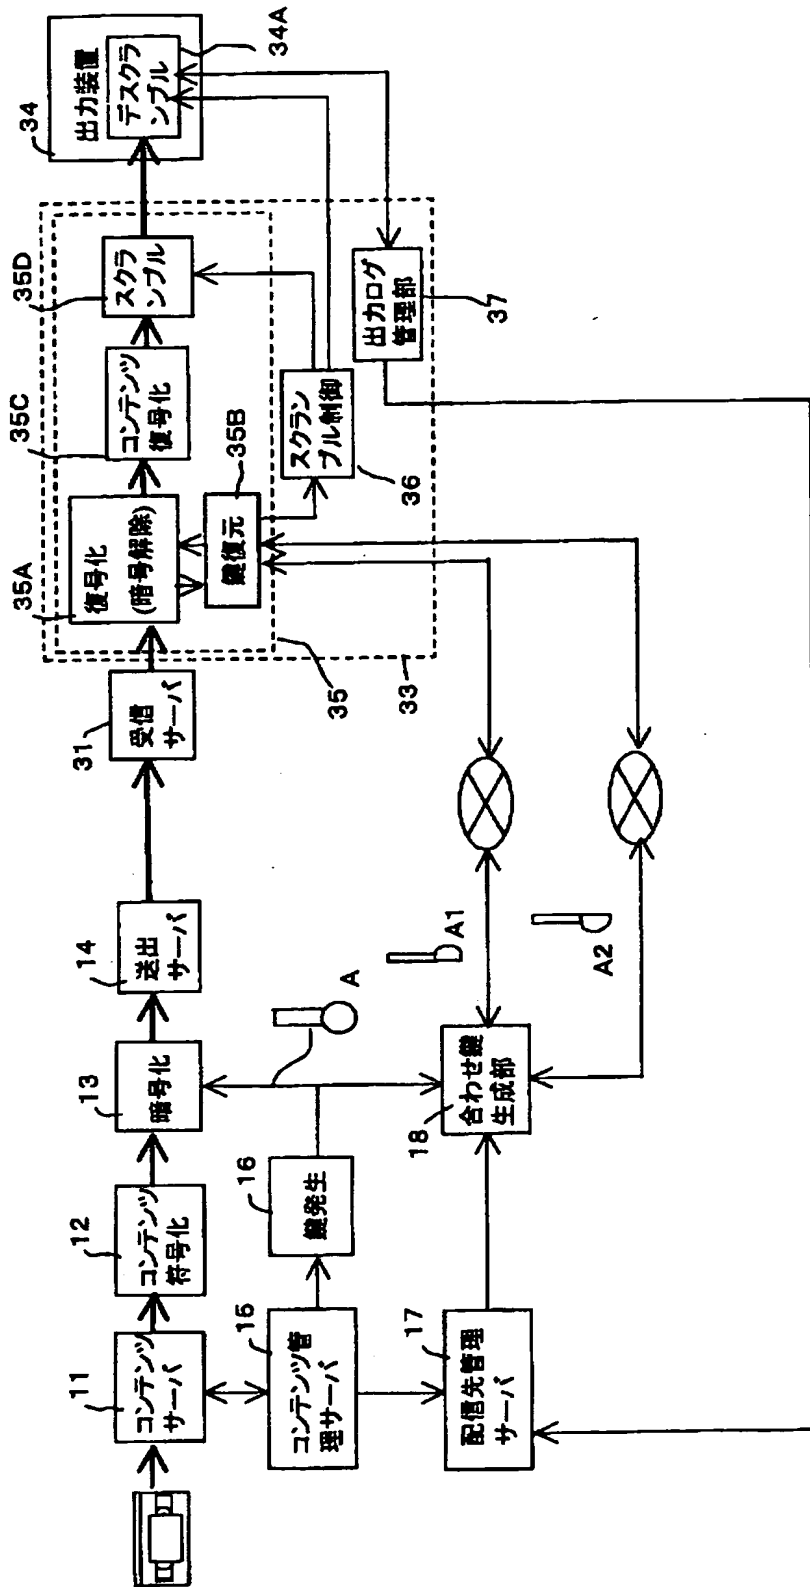 11
コンテンツ
サーバ
12
コンテンツ
符号化
13
暗号化
14
送出
サーバ
31
受信
サーバ
35A
復号化
(暗号解除)
35C
コンテンツ
復号化
35D
スクラ
ンブル
34
出力装置
デスクラ
ンブル
34A
35B
鍵復元
スクラン
ブル制御
36
出力ログ
管理部
37
35
33
15
コンテンツ管
理サーバ
16
鍵発生
A
17
配信先管理
サーバ
18
合わせ鍵
生成部
A1
A2